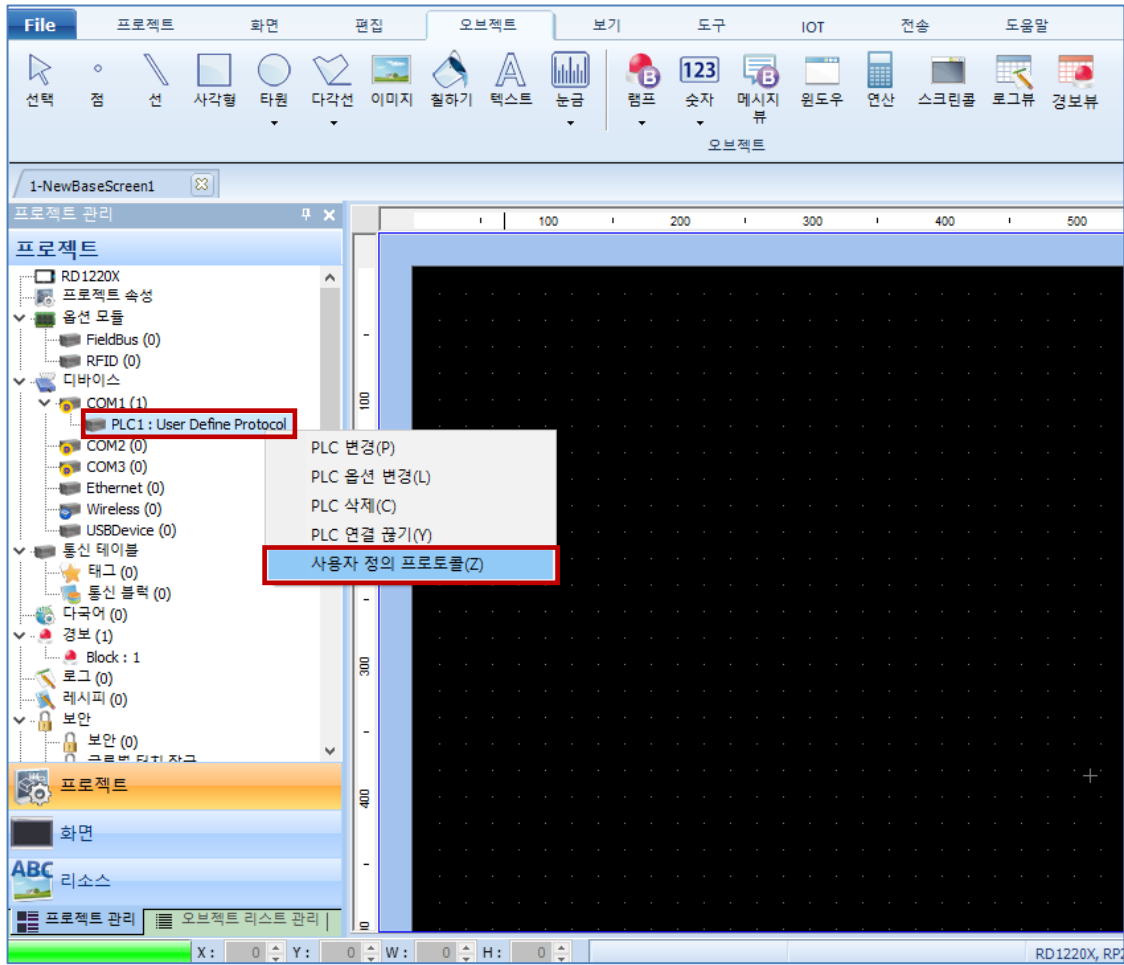 File 프로젝트 화면 편집 오브젝트 보기 도구 IOT 전송 도움말
선택 점 선 사각형 타원 다각선 이미지 칠하기 텍스트 눈금 램프 숫자 메시지 뷰 윈도우 연산 스크린콜 로그뷰 경보뷰
오브젝트
1-NewBaseScreen1
프로젝트 관리
100 200 300 400 500
프로젝트
RD1220X
프로젝트 속성
옵션 모듈
FieldBus (0)
RFID (0)
디바이스
COM1 (1)
100
PLC1 : User Define Protocol
COM2 (0)
COM3 (0)
Ethernet (0)
Wireless (0)
USBDevice (0)
PLC 변경(P)
PLC 옵션 변경(L)
PLC 삭제(C)
PLC 연결 끊기(Y)
사용자 정의 프로토콜(Z)
통신 테이블
태그 (0)
통신 블럭 (0)
다국어 (0)
경보 (1)
Block : 1
300
로그 (0)
레시피 (0)
보안
보안 (0)
글로벌 터치 잠금
프로젝트
400
화면
ABC
리소스
프로젝트 관리 오브젝트 리스트 관리
X : 0 Y : 0 W : 0 H : 0 RD1220X, RP2